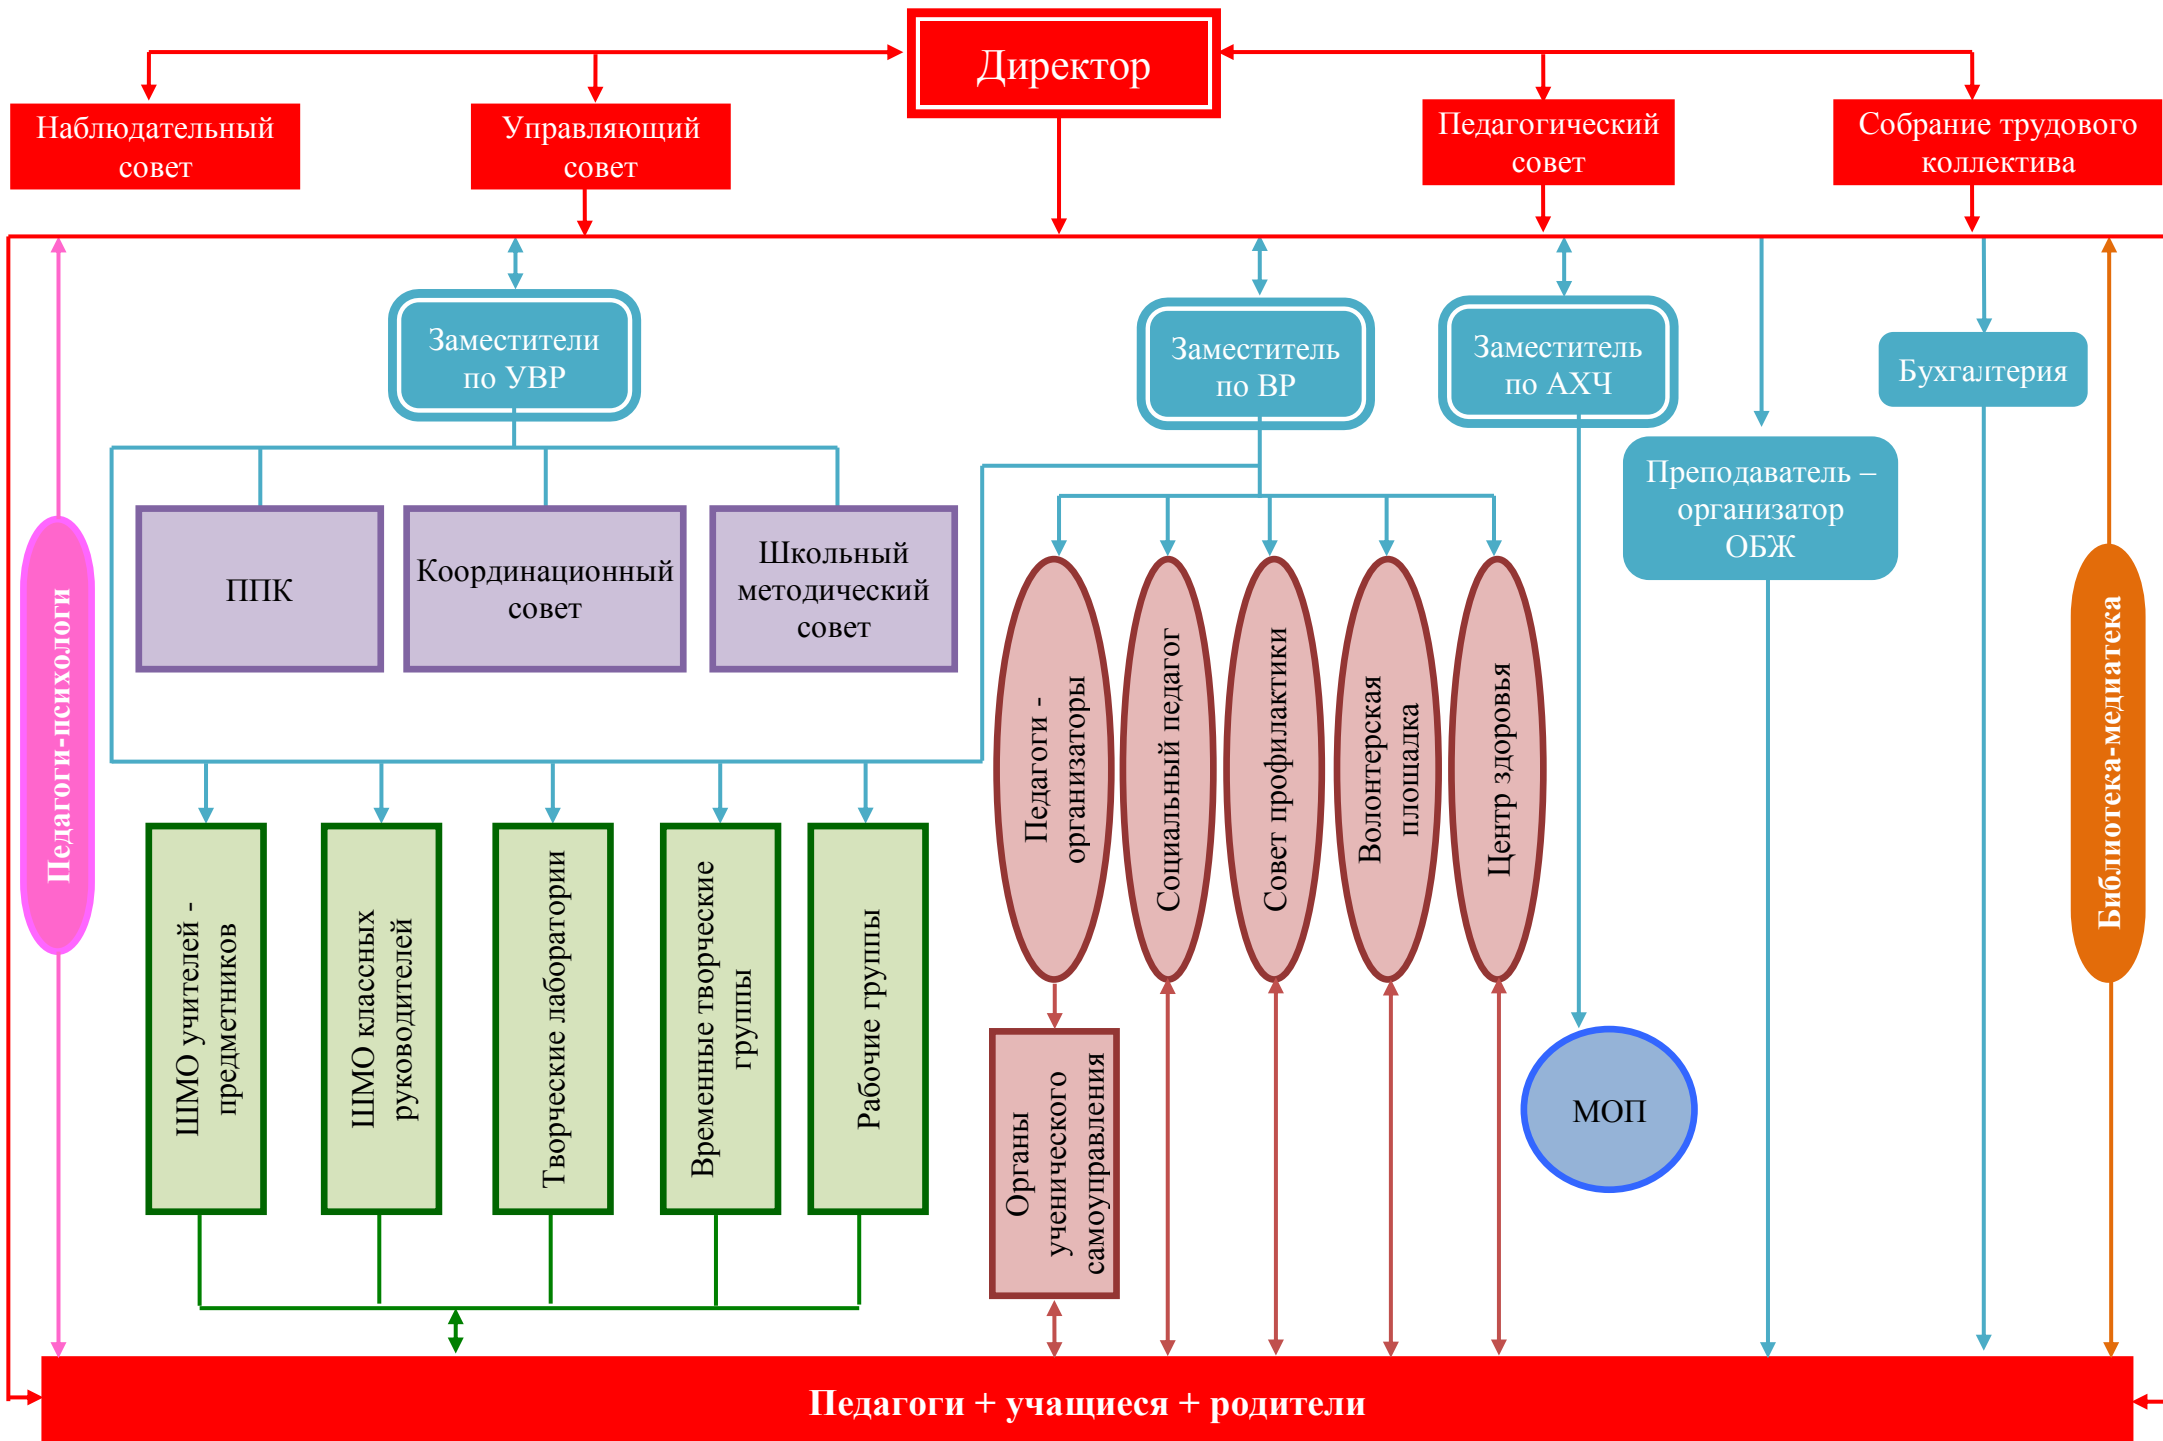 Директор
Наблюдательный
совет
Управляющий
совет
Педагогический
совет
Собрание трудового
коллектива
Заместители
по УВР
Заместитель
по ВР
Заместитель
по АХЧ
Бухгалтерия
Преподаватель –
организатор
ОБЖ
ППК
Координационный
совет
Школьный
методический
совет
Педагоги-психологи
Педагоги -
организаторы
Социальный педагог
Совет профилактики
Волонтерская
площадка
Центр здоровья
Библиотека-медиатека
ШМО учителей -
предметников
ШМО классных
руководителей
Творческие лаборатории
Временные творческие
группы
Рабочие группы
Органы
ученического
самоуправления
МОП
Педагоги + учащиеся + родители